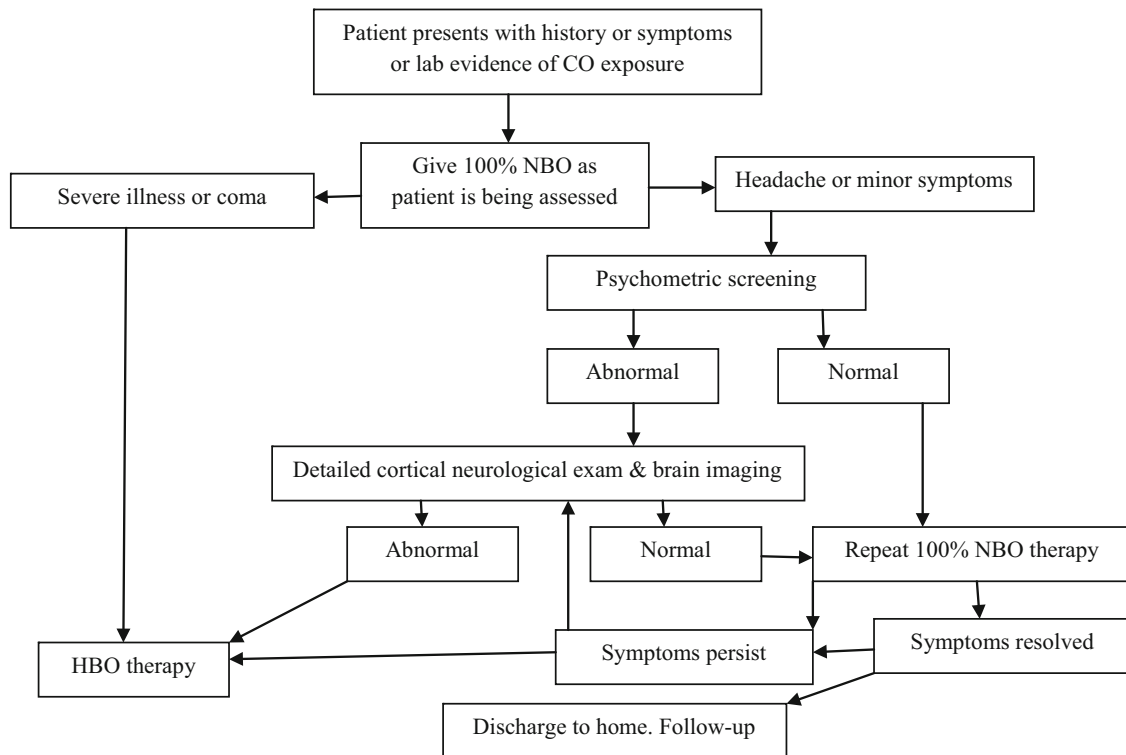 Patient presents with history or symptoms
or lab evidence of CO exposure
Give 100% NBO as
patient is being assessed
Severe illness or coma
Headache or minor symptoms
Psychometric screening
Abnormal
Normal
Detailed cortical neurological exam & brain imaging
Abnormal
Normal
Repeat 100% NBO therapy
HBO therapy
Symptoms persist
Symptoms resolved
Discharge to home. Follow-up